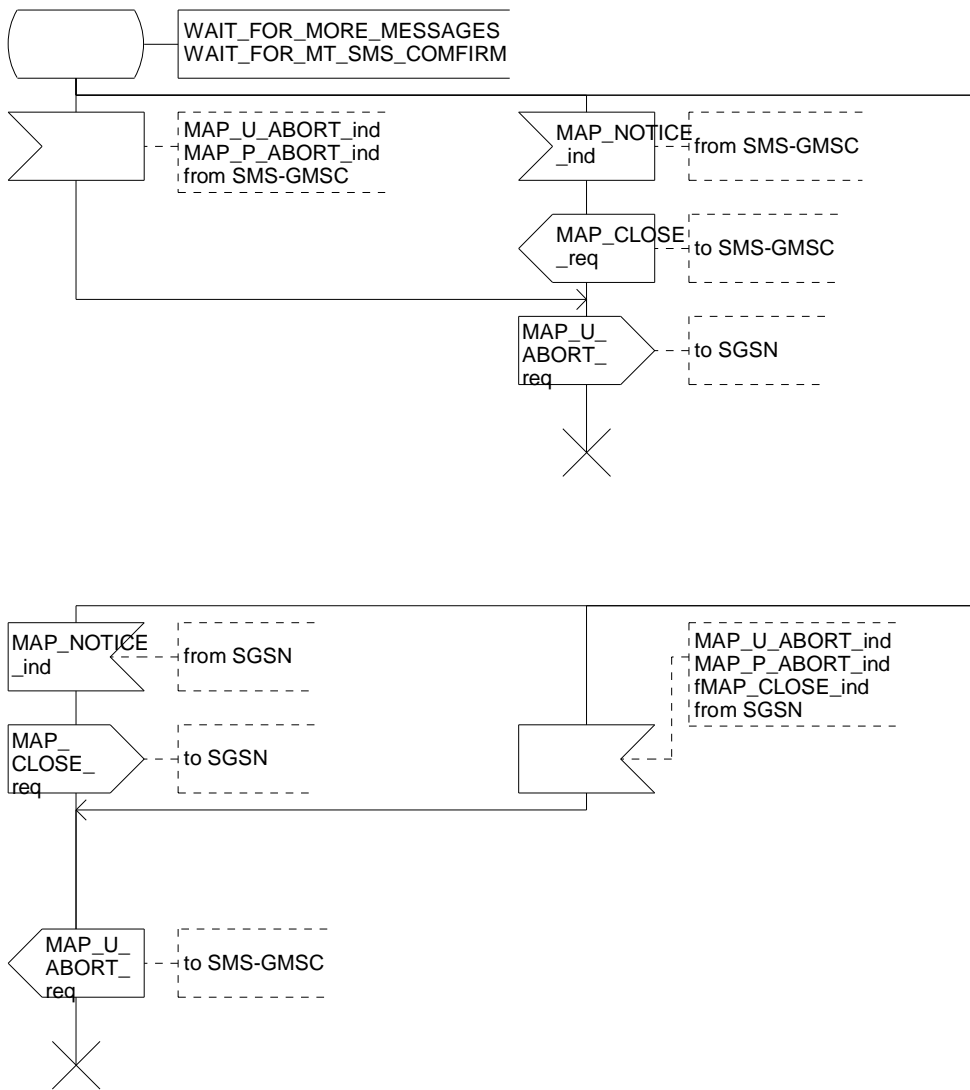 WAIT_FOR_MORE_MESSAGES
WAIT_FOR_MT_SMS_COMFIRM
MAP_U_ABORT_ind
MAP_P_ABORT_ind
from SMS-GMSC
MAP_NOTICE
_ind
from SMS-GMSC
MAP_CLOSE
_req
to SMS-GMSC
MAP_U_
ABORT_
req
to SGSN
MAP_NOTICE
_ind
from SGSN
MAP_U_ABORT_ind
MAP_P_ABORT_ind
fMAP_CLOSE_ind
from SGSN
MAP_
CLOSE_
req
to SGSN
MAP_U_
ABORT_
req
to SMS-GMSC